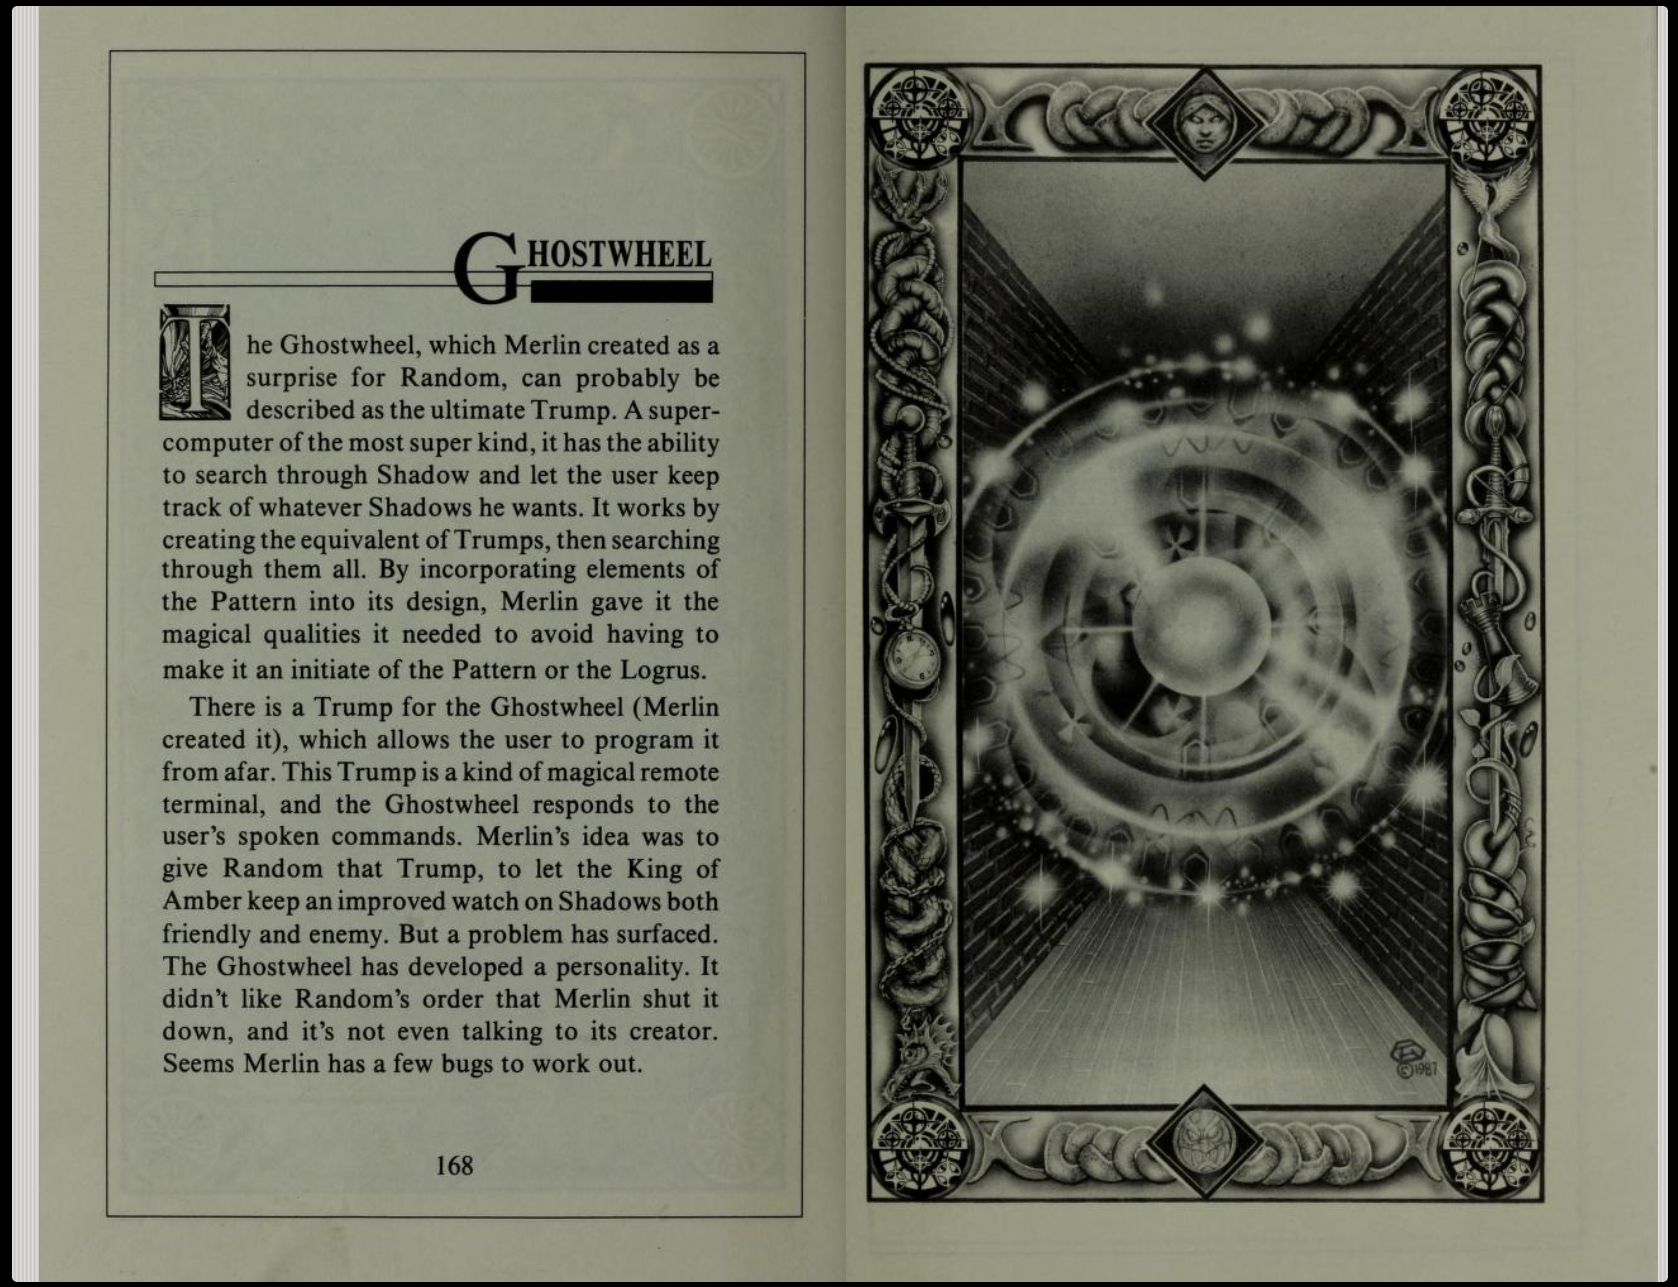 GHOSTWHEEL
The Ghostwheel, which Merlin created as a
surprise for Random, can probably be
described as the ultimate Trump. A super-
computer of the most super kind, it has the ability
to search through Shadow and let the user keep
track of whatever Shadows he wants. It works by
creating the equivalent of Trumps, then searching
through them all. By incorporating elements of
the Pattern into its design, Merlin gave it the
magical qualities it needed to avoid having to
make it an initiate of the Pattern or the Logrus.
There is a Trump for the Ghostwheel (Merlin
created it), which allows the user to program it
from afar. This Trump is a kind of magical remote
terminal, and the Ghostwheel responds to the
user's spoken commands. Merlin's idea was to
give Random that Trump, to let the King of
Amber keep an improved watch on Shadows both
friendly and enemy. But a problem has surfaced.
The Ghostwheel has developed a personality. It
didn't like Random's order that Merlin shut it
down, and it's not even talking to its creator.
Seems Merlin has a few bugs to work out.
168
©1987